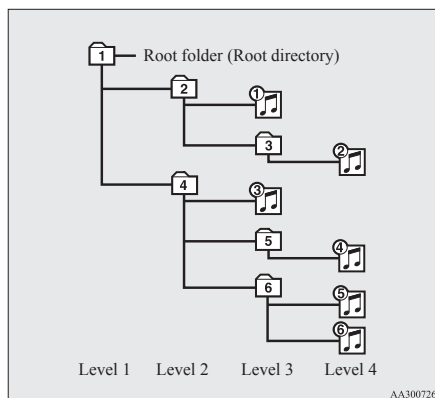 1 Root folder (Root directory)
2 ①
3 ②
4 ③
5 ④
6 ⑤
⑥
Level 1 Level 2 Level 3 Level 4
AA300726